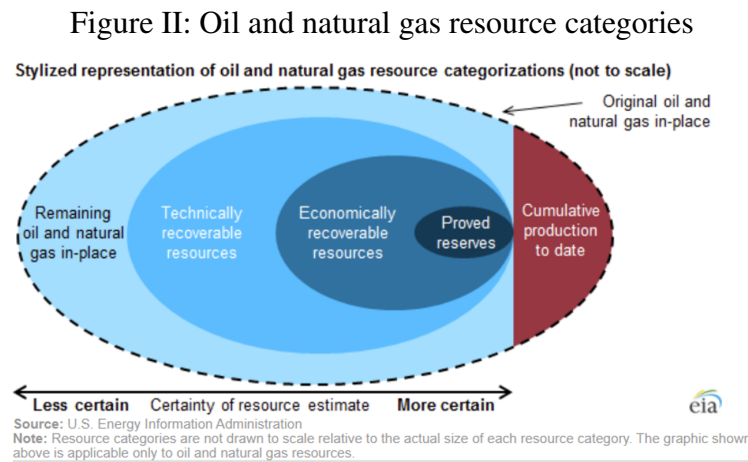 Figure II: Oil and natural gas resource categories
Stylized representation of oil and natural gas resource categorizations (not to scale)
Original oil and
natural gas in-place
Remaining
oil and natural
gas in-place
Technically
recoverable
resources
Economically
recoverable
resources
Proved
reserves
Cumulative
production
to date
Less certain Certainty of resource estimate More certain
eia
Source: U.S. Energy Information Administration
Note: Resource categories are not drawn to scale relative to the actual size of each resource category. The graphic shown
above is applicable only to oil and natural gas resources.